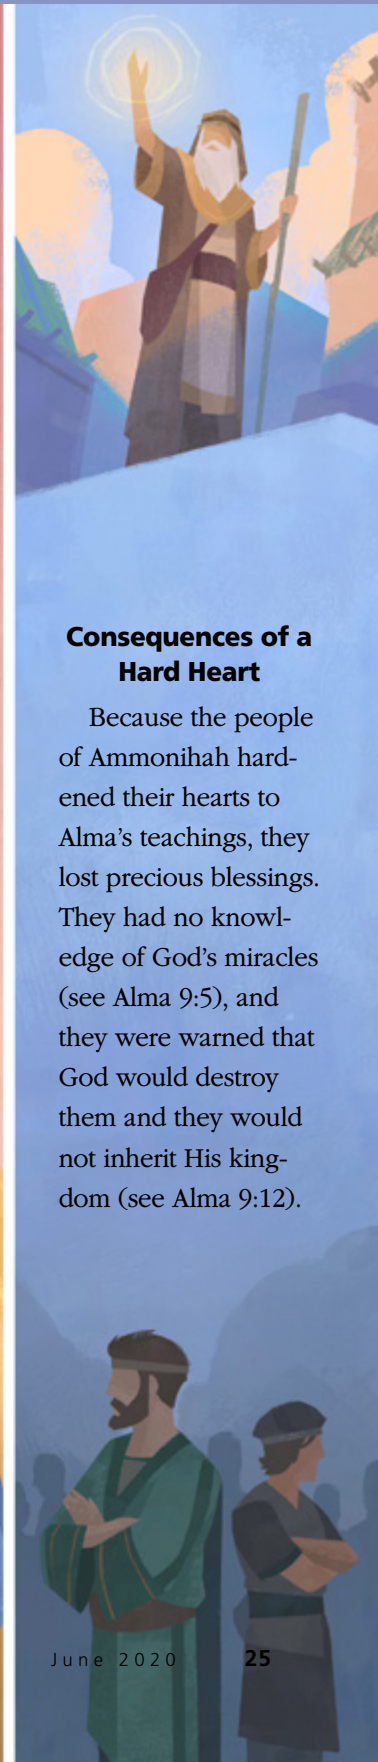 Consequences of a
Hard Heart
Because the people
of Ammonihah hard-
ened their hearts to
Alma’s teachings, they
lost precious blessings.
They had no knowl-
edge of God’s miracles
(see Alma 9:5), and
they were warned that
God would destroy
them and they would
not inherit His king-
dom (see Alma 9:12).
June 2020 25